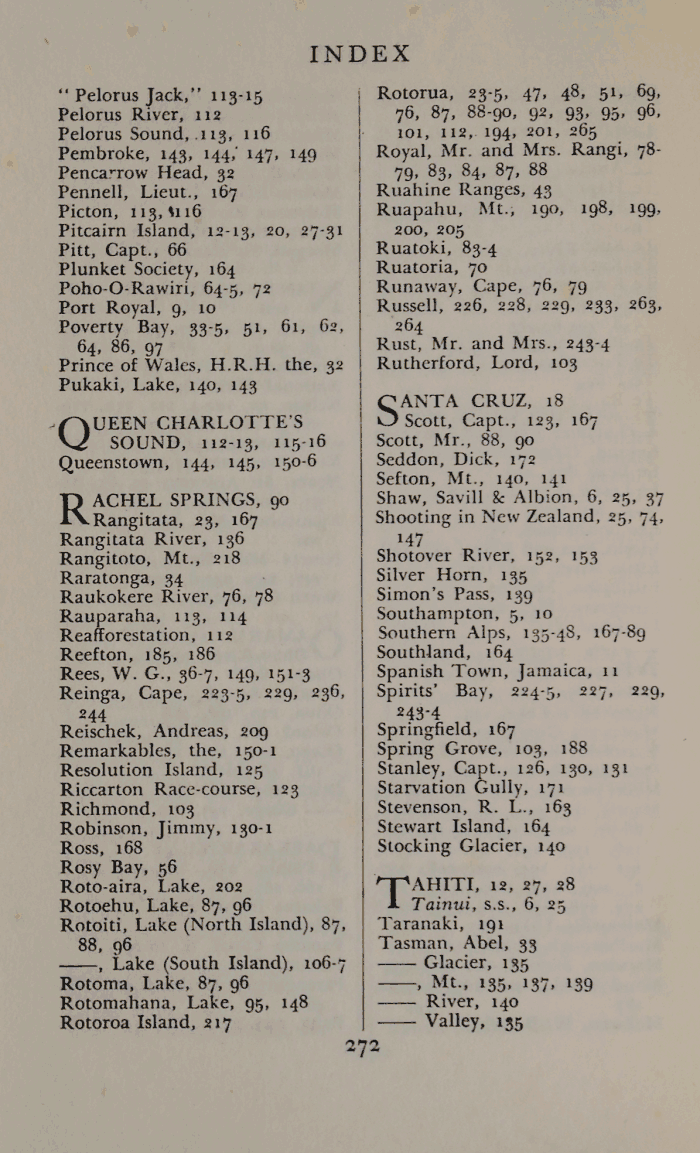 INDEX
“ Pelorus Jack,” 113-15
Pelorus River, 112
Pelorus Sound, 113, 116
Pembroke, 143, 144, 147, 149
Pencarrow Head, 32
Pennell, Lieut., 167
Picton, 113, 116
Pitcairn Island, 12-13, 20, 27-31
Pitt, Capt., 66
Plunket Society, 164
Poho-O-Rawiri, 64-5, 72
Port Royal, 9, 10
Poverty Bay, 33-5, 51, 61, 62,
64, 86, 97
Prince of Wales, H.R.H. the, 32
Pukaki, Lake, 140, 143
QUEEN CHARLOTTE'S
SOUND, 112-13, 115-16
Queenstown, 144, 145, 150-6
RACHEL SPRINGS, 90
Rangitata, 23, 167
Rangitata River, 136
Rangitoto, Mt., 218
Raratonga, 34
Raukokere River, 76, 78
Rauparaha, 113, 114
Reafforestation, 112
Reefton, 185, 186
Rees, W. G., 36-7, 149, 151-3
Reinga, Cape, 223-5, 229, 236,
244
Reischek, Andreas, 209
Remarkables, the, 150-1
Resolution Island, 125
Riccarton Race-course, 123
Richmond, 103
Robinson, Jimmy, 130-1
Ross, 168
Rosy Bay, 56
Roto-aira, Lake, 202
Rotoehu, Lake, 87, 96
Rotoiti, Lake (North Island), 87,
88, 96
——, Lake (South Island), 106-7
Rotoma, Lake, 87, 96
Rotomahana, Lake, 95, 148
Rotoroa Island, 217
Rotorua, 23-5, 47, 48, 51, 69,
76, 87, 88-90, 92, 93, 95, 96,
101, 112, 194, 201, 265
Royal, Mr. and Mrs. Rangi, 78-
79, 83, 84, 87, 88
Ruahine Ranges, 43
Ruapahu, Mt., 190, 198, 199,
200, 205
Ruatoki, 83-4
Ruatoria, 70
Runaway, Cape, 76, 79
Russell, 226, 228, 229, 233, 263,
264
Rust, Mr. and Mrs., 243-4
Rutherford, Lord, 103
SANTA CRUZ, 18
Scott, Capt., 123, 167
Scott, Mr., 88, 90
Seddon, Dick, 172
Sefton, Mt., 140, 141
Shaw, Savill & Albion, 6, 25, 37
Shooting in New Zealand, 25, 74,
147
Shotover River, 152, 153
Silver Horn, 135
Simon's Pass, 139
Southampton, 5, 10
Southern Alps, 135-48, 167-89
Southland, 164
Spanish Town, Jamaica, 11
Spirits' Bay, 224-5, 227, 229,
243-4
Springfield, 167
Spring Grove, 103, 188
Stanley, Capt., 126, 130, 131
Starvation Gully, 171
Stevenson, R. L., 163
Stewart Island, 164
Stocking Glacier, 140
TAHITI, 12, 27, 28
Tainui, s.s., 6, 25
Taranaki, 191
Tasman, Abel, 33
—— Glacier, 135
——, Mt., 135, 137, 139
—— River, 140
—— Valley, 135
272